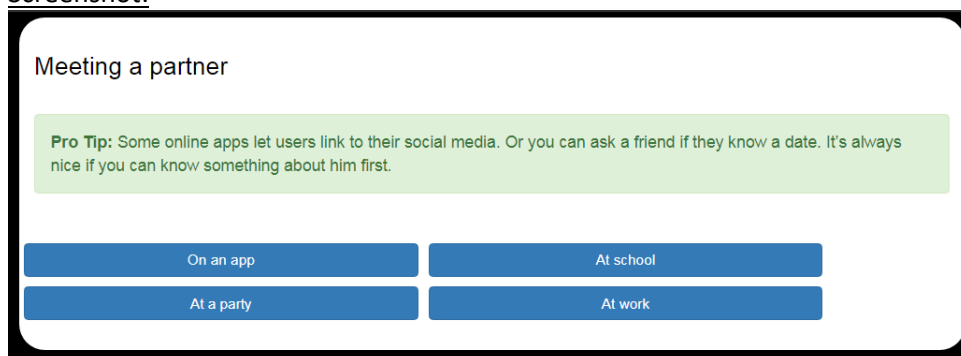 Screenshot:
Meeting a partner
Pro Tip: Some online apps let users link to their social media. Or you can ask a friend if they know a date. It's always
nice if you can know something about him first.
On an app
At school
At a party
At work